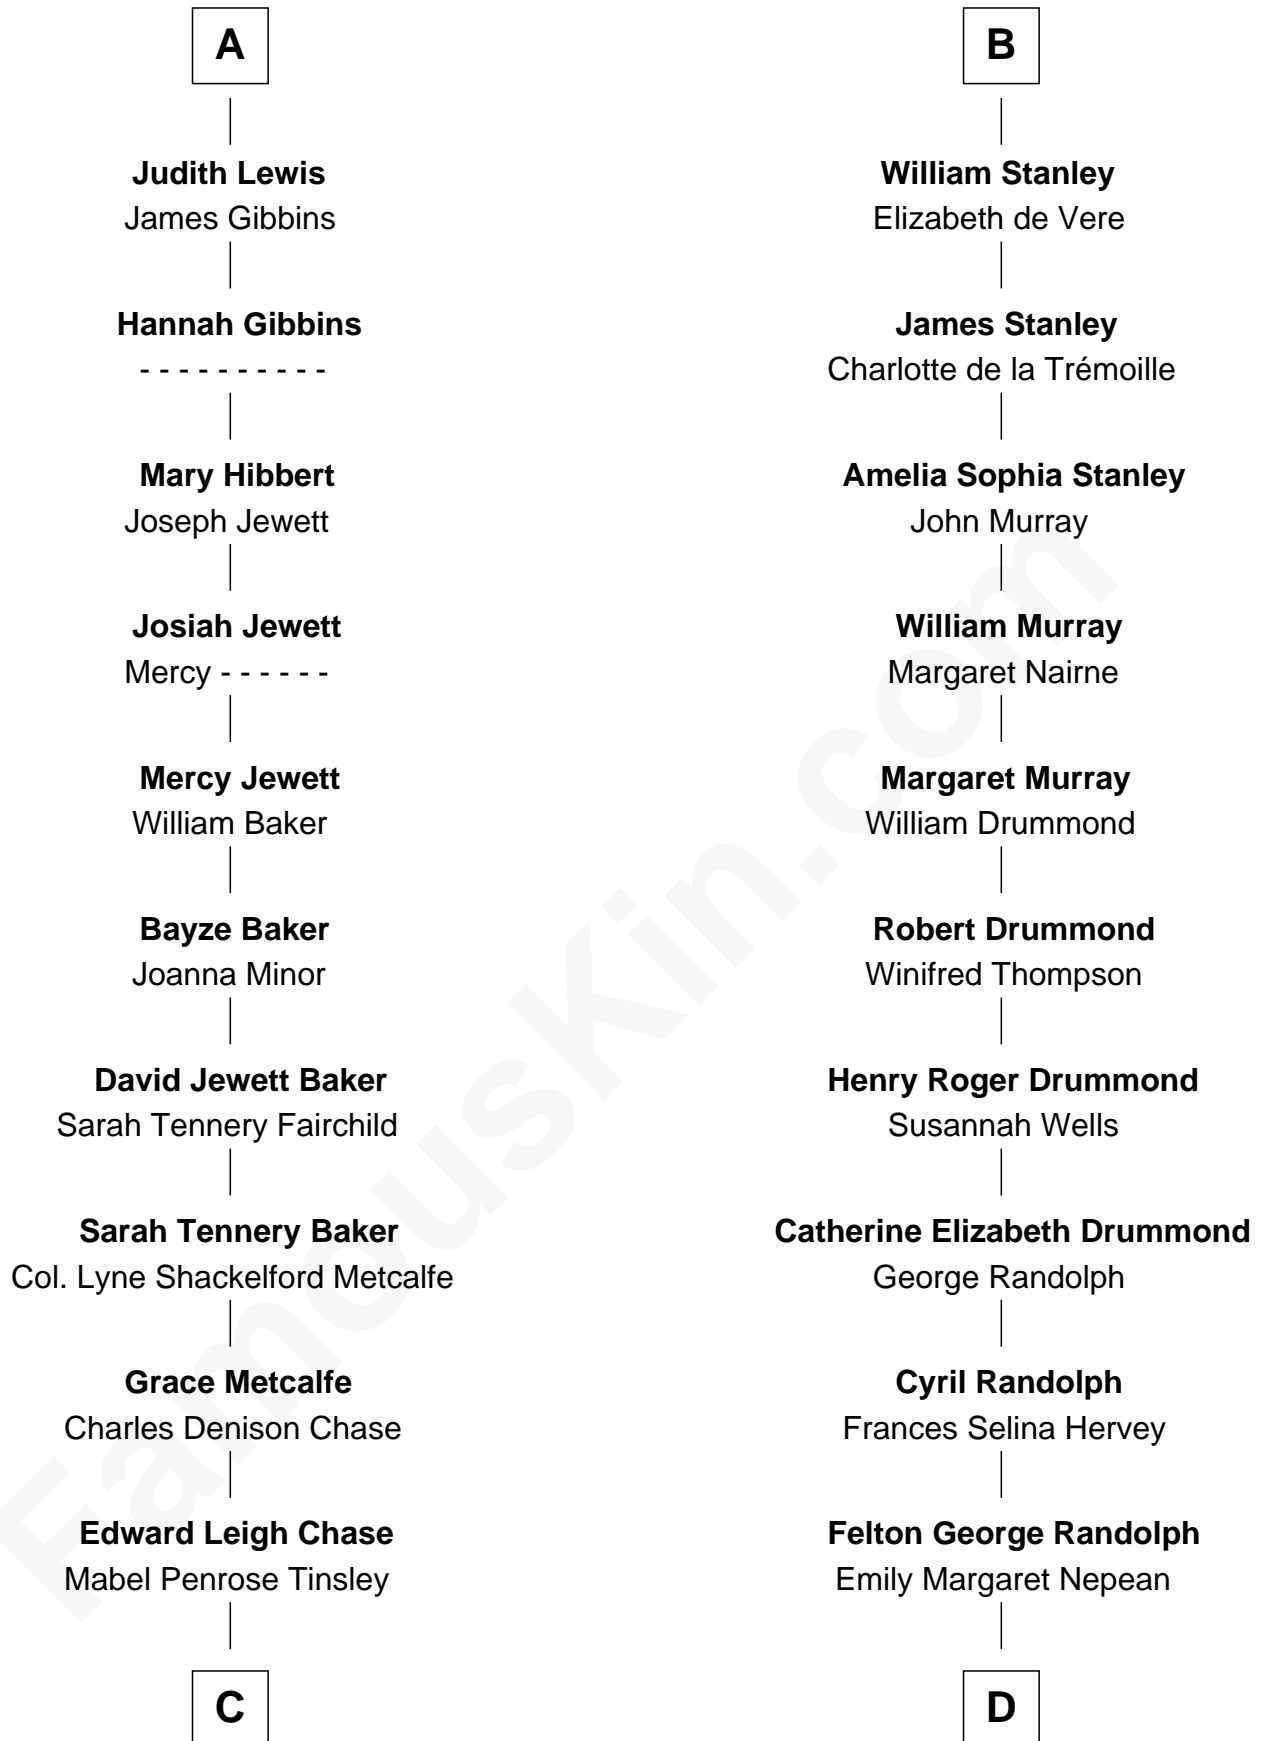 A
Judith Lewis
James Gibbins
Hannah Gibbins
- - - - - - - - - -
Mary Hibbert
Joseph Jewett
Josiah Jewett
Mercy - - - - - -
Mercy Jewett
William Baker
Bayze Baker
Joanna Minor
David Jewett Baker
Sarah Tennery Fairchild
Sarah Tennery Baker
Col. Lyne Shackelford Metcalfe
Grace Metcalfe
Charles Denison Chase
Edward Leigh Chase
Mabel Penrose Tinsley
C
B
William Stanley
Elizabeth de Vere
James Stanley
Charlotte de la Trémoille
Amelia Sophia Stanley
John Murray
William Murray
Margaret Nairne
Margaret Murray
William Drummond
Robert Drummond
Winifred Thompson
Henry Roger Drummond
Susannah Wells
Catherine Elizabeth Drummond
George Randolph
Cyril Randolph
Frances Selina Hervey
Felton George Randolph
Emily Margaret Nepean
D
FamousKin.com